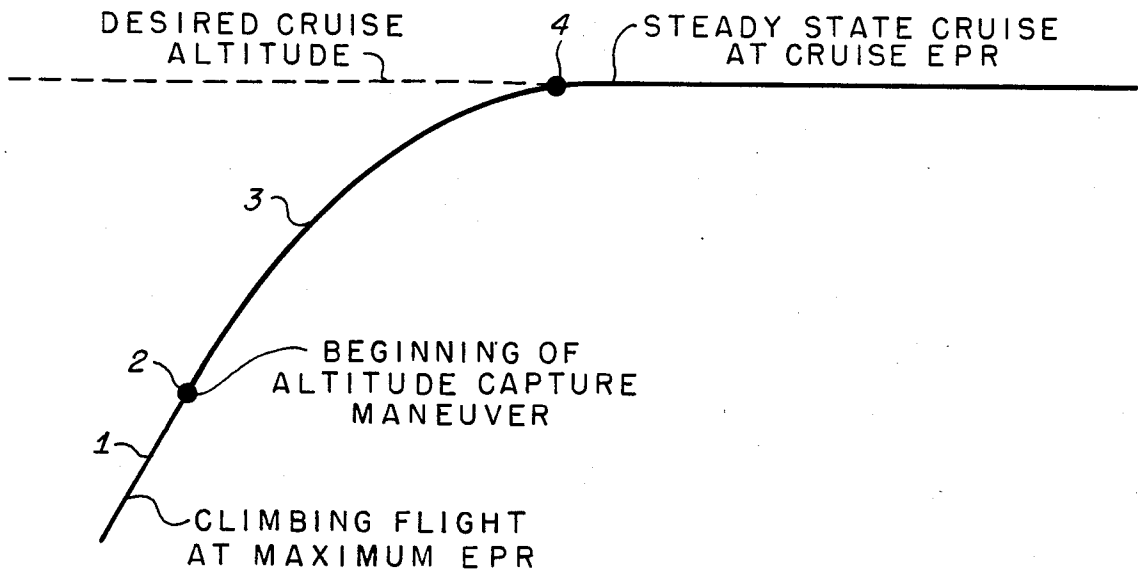 DESIRED CRUISE
ALTITUDE
4
STEADY STATE CRUISE
AT CRUISE EPR
3
2
BEGINNING OF
ALTITUDE CAPTURE
MANEUVER
1
CLIMBING FLIGHT
AT MAXIMUM EPR